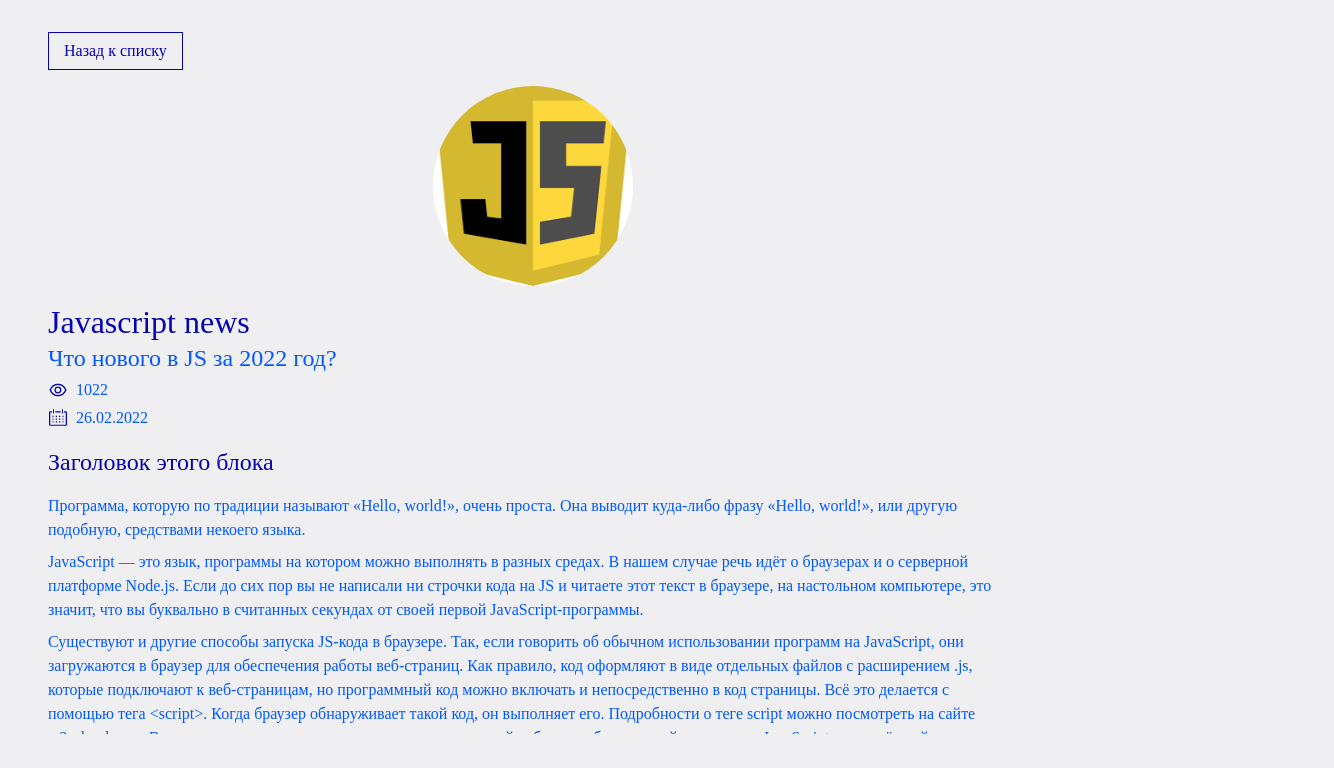 Назад к списку
JS
Javascript news
Что нового в JS за 2022 год?
1022
26.02.2022
Заголовок этого блока
Программа, которую по традиции называют «Hello, world!», очень проста. Она выводит куда-либо фразу «Hello, world!», или другую
подобную, средствами некоего языка.
JavaScript — это язык, программы на котором можно выполнять в разных средах. В нашем случае речь идёт о браузерах и о серверной
платформе Node.js. Если до сих пор вы не написали ни строчки кода на JS и читаете этот текст в браузере, на настольном компьютере, это
значит, что вы буквально в считанных секундах от своей первой JavaScript-программы.
Существуют и другие способы запуска JS-кода в браузере. Так, если говорить об обычном использовании программ на JavaScript, они
загружаются в браузер для обеспечения работы веб-страниц. Как правило, код оформляют в виде отдельных файлов с расширением .js,
которые подключают к веб-страницам, но программный код можно включать и непосредственно в код страницы. Всё это делается с
помощью тега <script>. Когда браузер обнаруживает такой код, он выполняет его. Подробности о теге script можно посмотреть на сайте